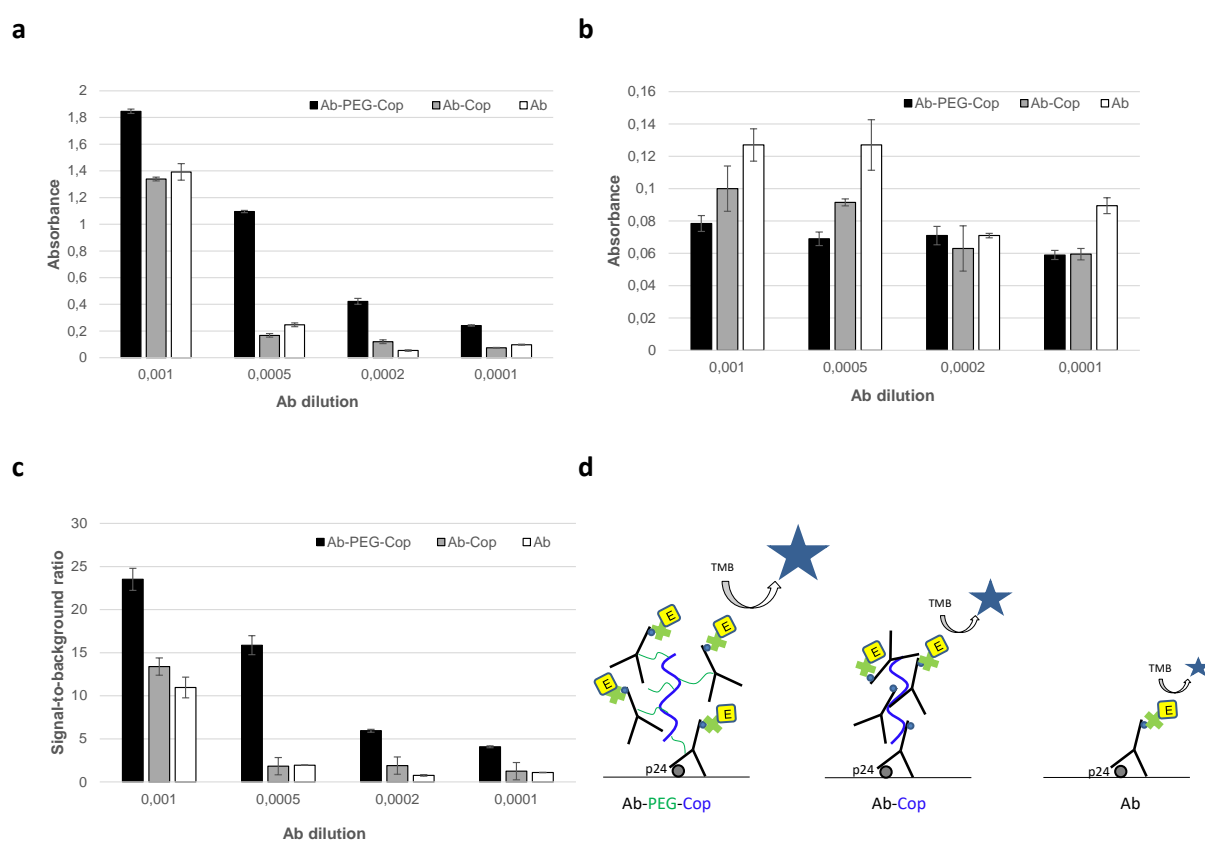 a
Absorbance
2
1,8
1,6
1,4
1,2
1
0,8
0,6
0,4
0,2
0
Ab-PEG-Cop Ab-Cop Ab
0,001 0,0005 0,0002 0,0001
Ab dilution
b
Absorbance
0,16
0,14
0,12
0,1
0,08
0,06
0,04
0,02
0
Ab-PEG-Cop Ab-Cop Ab
0,001 0,0005 0,0002 0,0001
Ab dilution
c
Signal-to-background ratio
30
25
20
15
10
5
0
Ab-PEG-Cop Ab-Cop Ab
0,001 0,0005 0,0002 0,0001
Ab dilution
d
TMB
E
E
E
E
p24
Ab-PEG-Cop
TMB
E
E
p24
Ab-Cop
TMB
E
p24
Ab